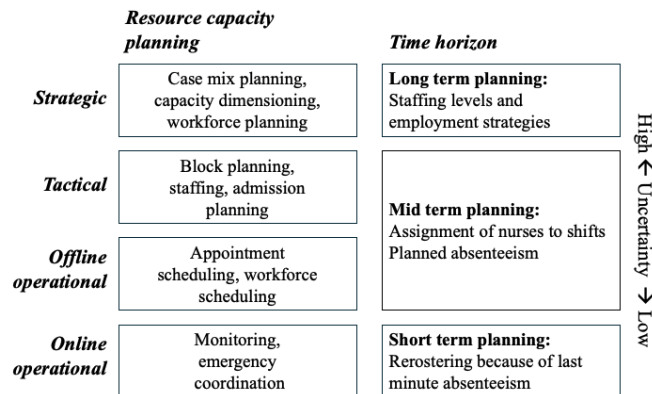 Resource capacity
planning
Time horizon
Strategic
Case mix planning,
capacity dimensioning,
workforce planning
Long term planning:
Staffing levels and
employment strategies
Tactical
Block planning,
staffing, admission
planning
Mid term planning:
Assignment of nurses to shifts
Planned absenteeism
Offline
operational
Appointment
scheduling, workforce
scheduling
Online
operational
Monitoring,
emergency
coordination
Short term planning:
Rerostering because of last
minute absenteeism
High ← Uncertainty → Low